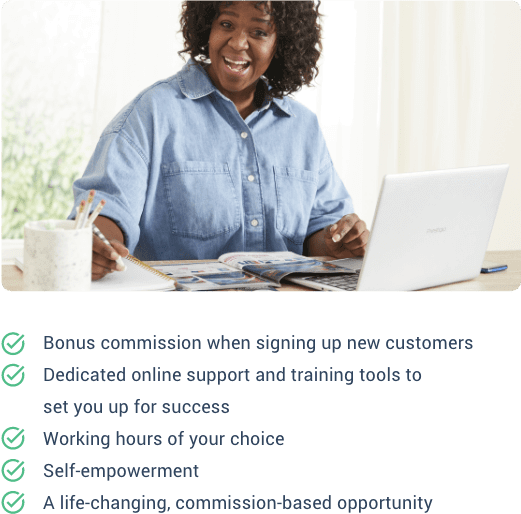 Bonus commission when signing up new customers
Dedicated online support and training tools to
set you up for success
Working hours of your choice
Self-empowerment
A life-changing, commission-based opportunity